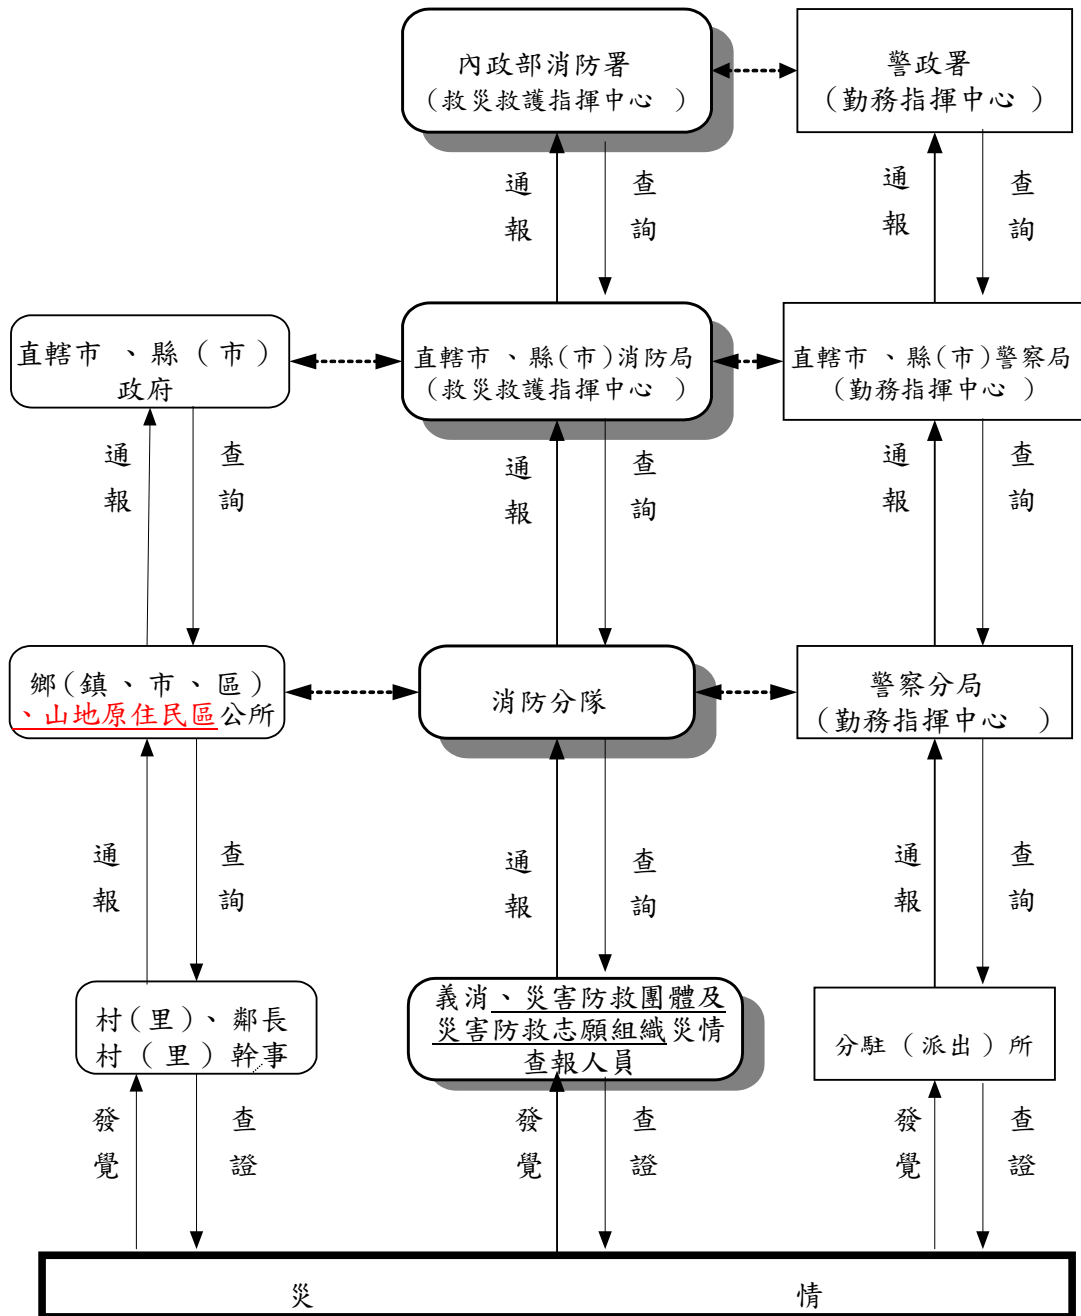 內政部消防署
(救災救護指揮中心 )
警政署
(勤務指揮中心 )
通報
查詢
通報
查詢
直轄市 、縣 ( 市 )
政府
直轄市 、縣(市)消防局
(救災救護指揮中心 )
直轄市 、縣(市)警察局
(勤務指揮中心 )
通報
查詢
通報
查詢
通報
查詢
鄉(鎮、市、區)
、山地原住民區公所
消防分隊
警察分局
(勤務指揮中心 )
通報
查詢
通報
查詢
通報
查詢
村(里)、鄰長
村 ( 里 ) 幹事
義消、災害防救團體及
災害防救志願組織災情
查報人員
分駐 ( 派出 ) 所
發覺
查證
發覺
查證
發覺
查證
災 情